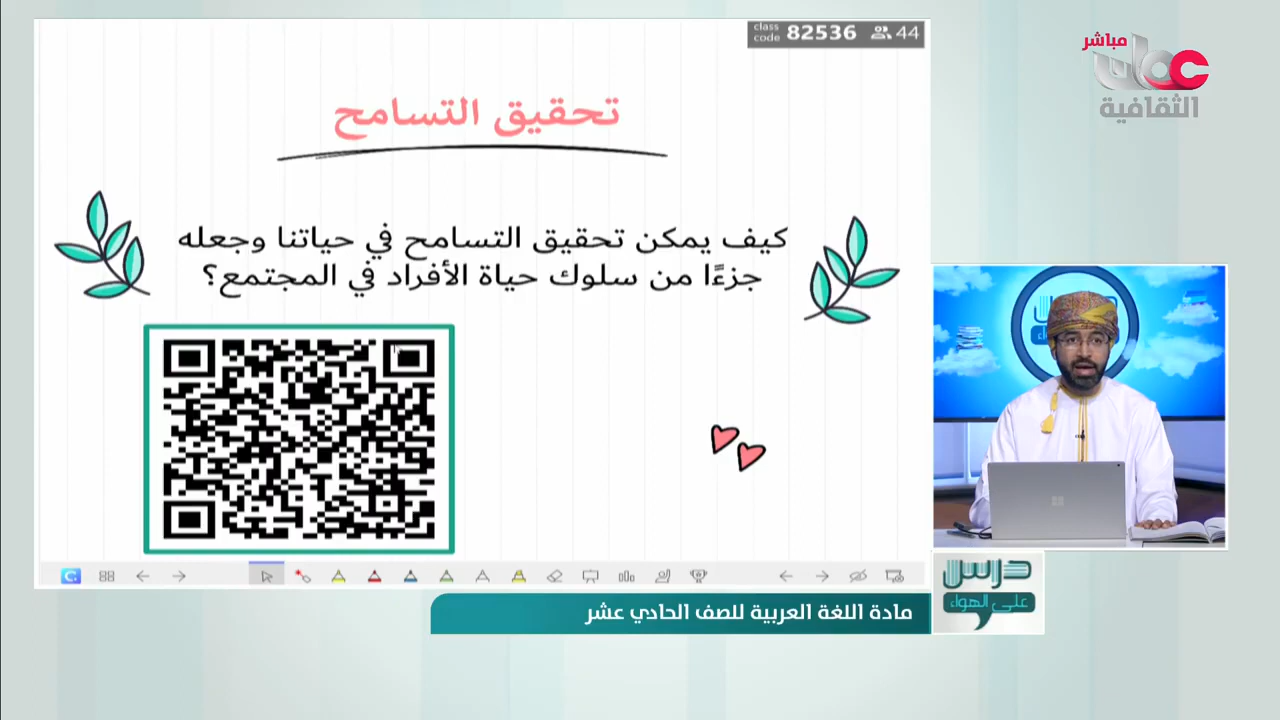 class code 82536 44
مباشر
الثقافية
تحقيق التسامح
كيف يمكن تحقيق التسامح في حياتنا وجعله
جزءًا من سلوك حياة الأفراد في المجتمع؟
درس
على الهواء
مادة اللغة العربية للصف الحادي عشر